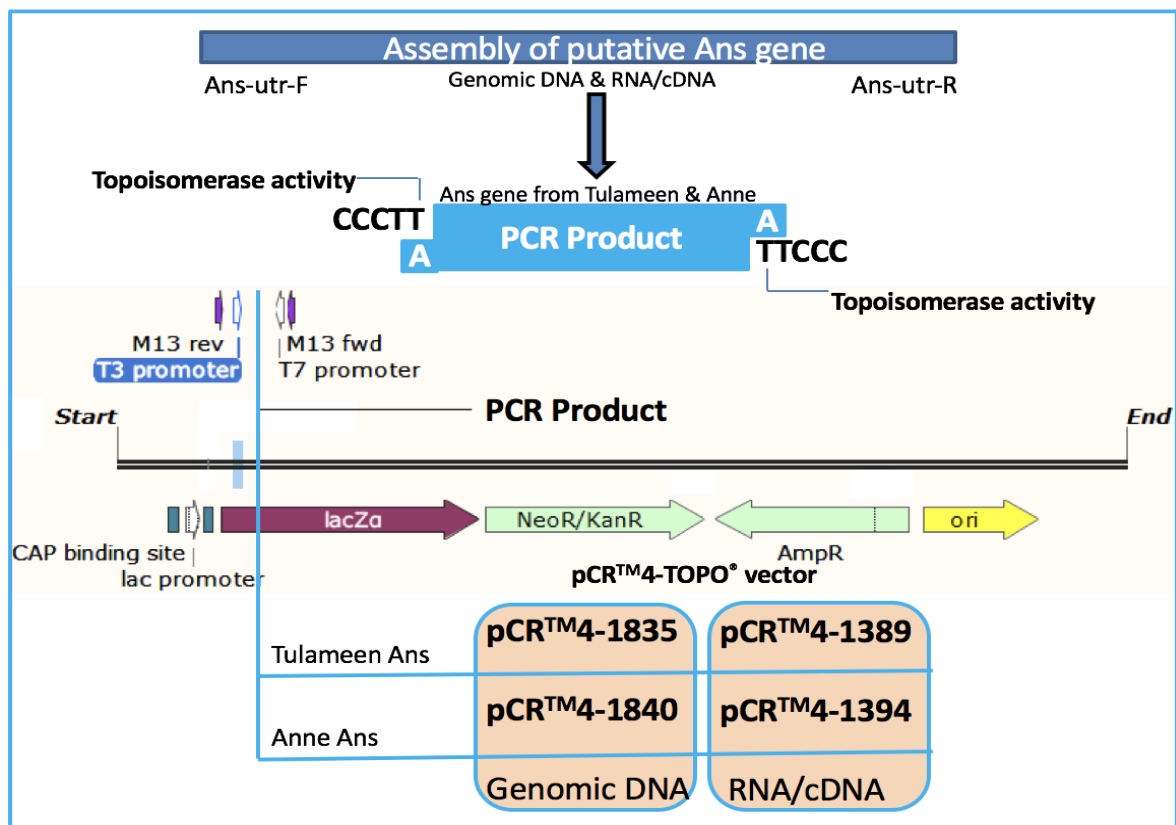 Assembly of putative Ans gene
Ans-utr-F
Genomic DNA & RNA/cDNA
Ans-utr-R
Topoisomerase activity
Ans gene from Tulameen & Anne
CCCTT
A
PCR Product
A
TTCCC
Topoisomerase activity
M13 rev
M13 fwd
T3 promoter
T7 promoter
PCR Product
Start
End
lacZα
NeoR/KanR
AmpR
ori
CAP binding site
lac promoter
pCR™4-TOPO® vector
pCR™4-1835
pCR™4-1389
Tulameen Ans
pCR™4-1840
pCR™4-1394
Anne Ans
Genomic DNA
RNA/cDNA